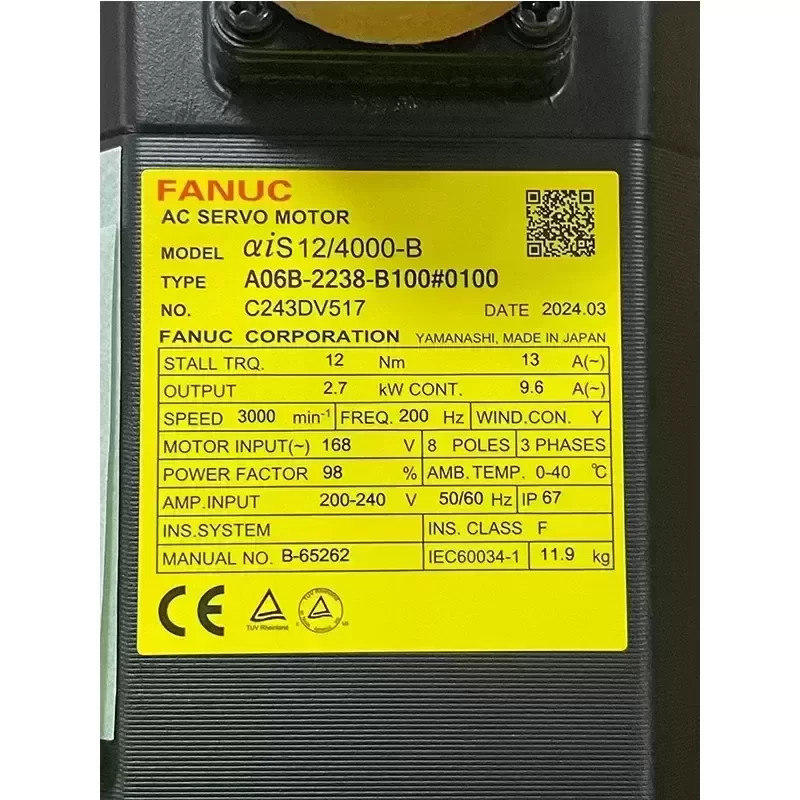 FANUC
AC SERVO MOTOR
MODEL αiS 12/4000-B
TYPE A06B-2238-B100#0100
NO. C243DV517 DATE 2024.03
FANUC CORPORATION YAMANASHI, MADE IN JAPAN
STALL TRQ. 12 Nm 13 A(~)
OUTPUT 2.7 kW CONT. 9.6 A(~)
SPEED 3000 min⁻¹ FREQ. 200 Hz WIND.CON. Y
MOTOR INPUT(~) 168 V 8 POLES 3 PHASES
POWER FACTOR 98 % AMB.TEMP. 0-40 ℃
AMP.INPUT 200-240 V 50/60 Hz IP 67
INS.SYSTEM INS. CLASS F
MANUAL NO. B-65262 IEC60034-1 11.9 kg
CE
TUV Rheinland